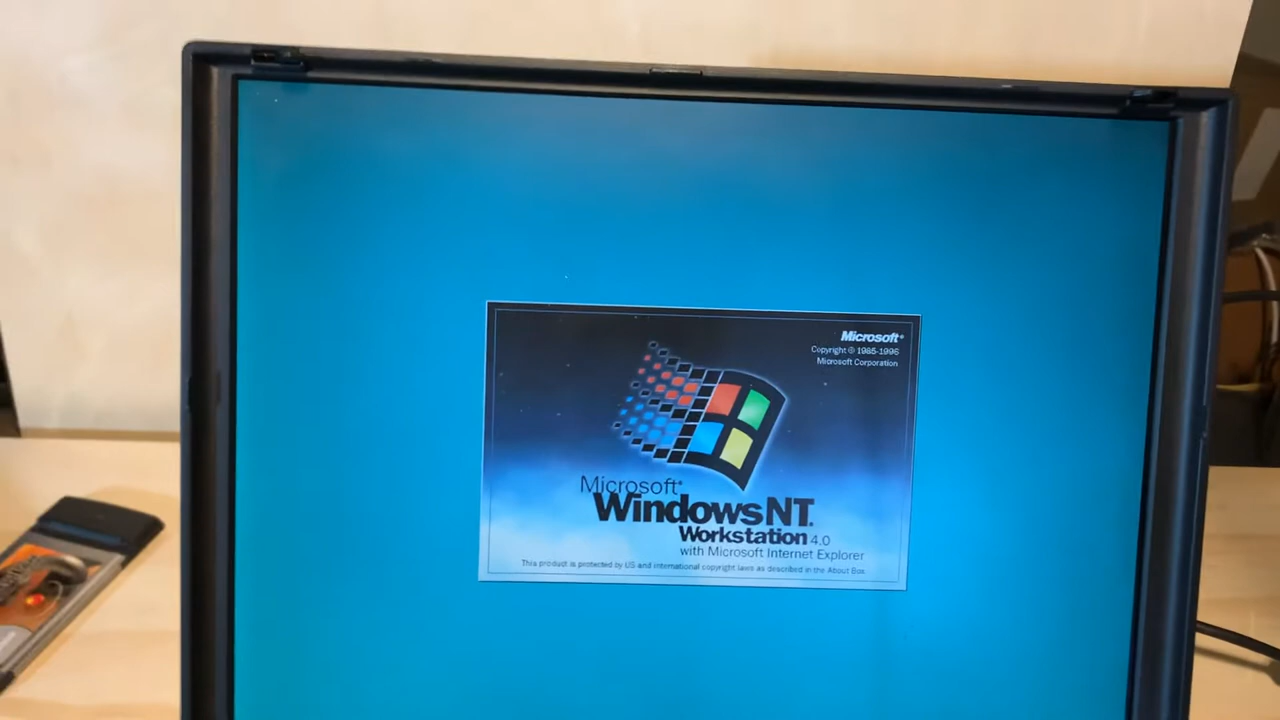 Microsoft®
Copyright © 1985-1996
Microsoft Corporation
Microsoft®
Windows NT®
Workstation 4.0
with Microsoft Internet Explorer
This product is protected by US and international copyright laws as described in the About Box.